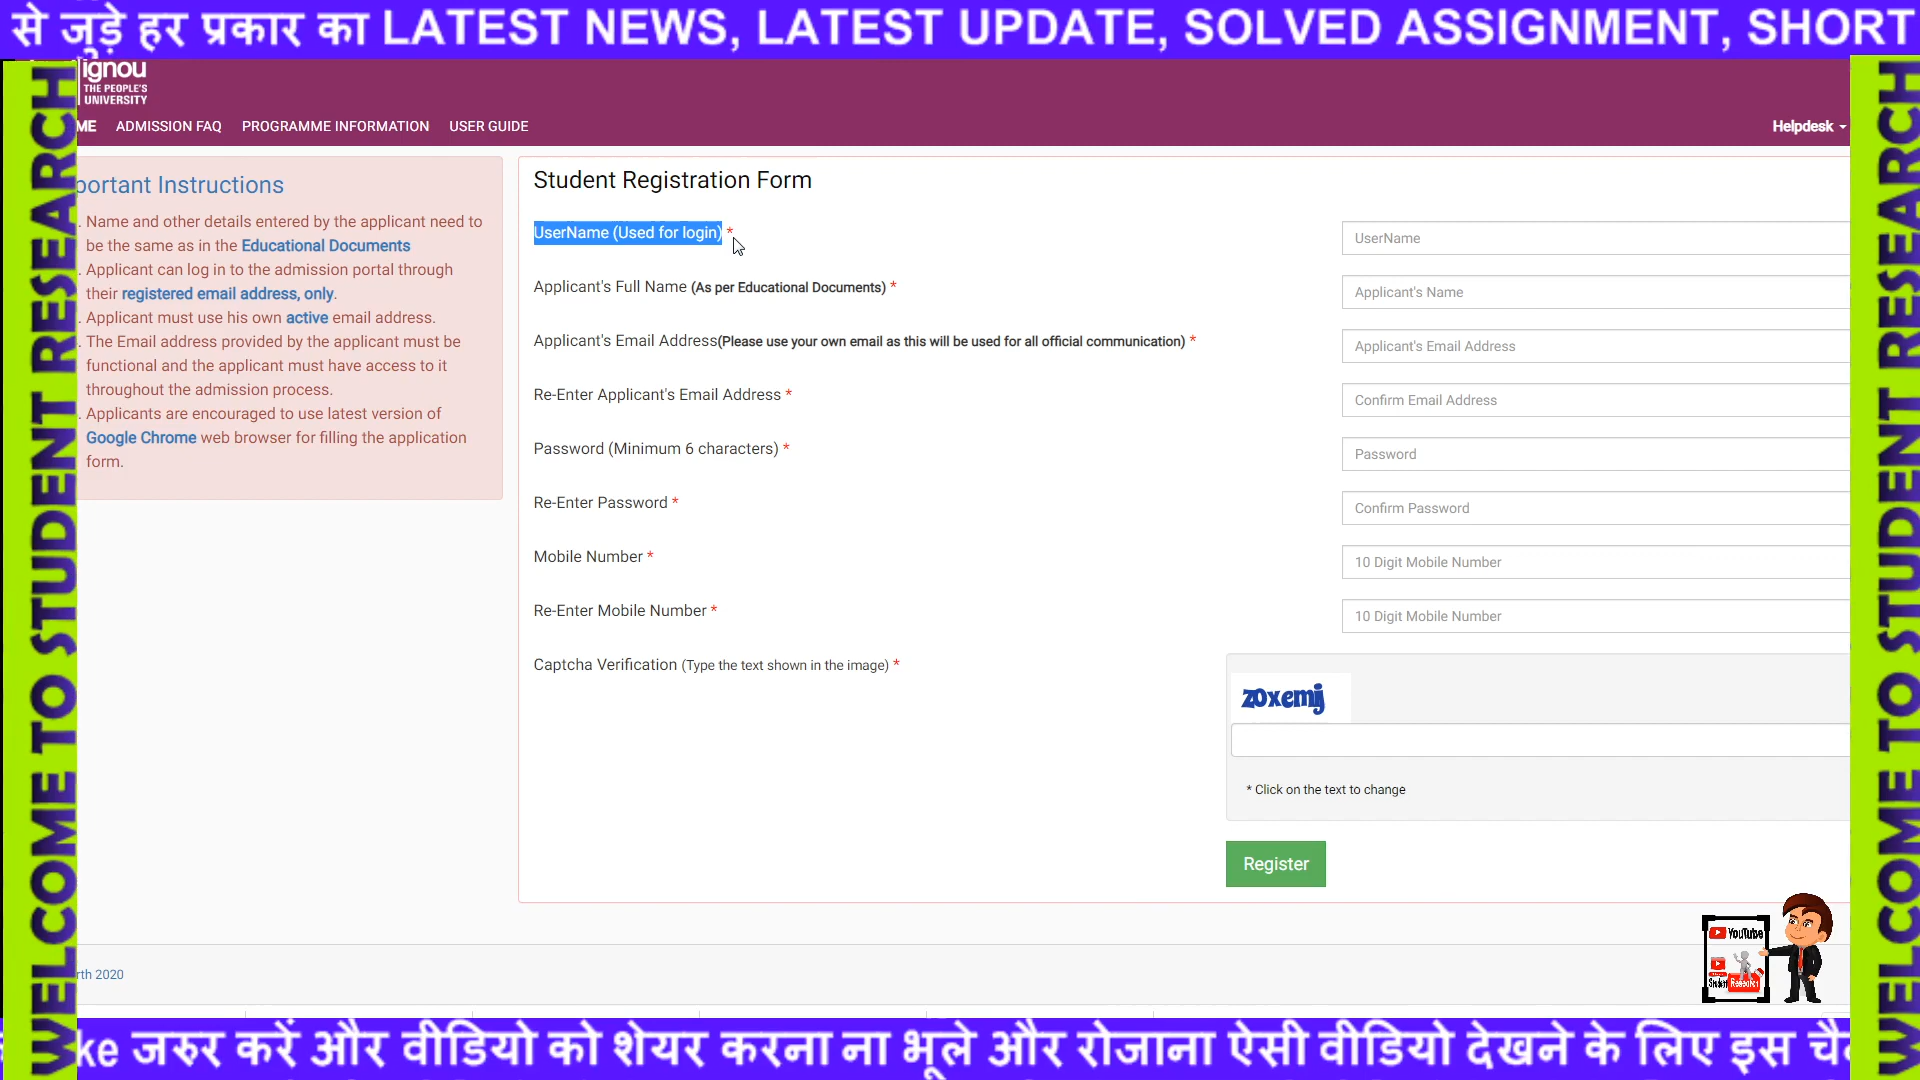 से जुड़े हर प्रकार का LATEST NEWS, LATEST UPDATE, SOLVED ASSIGNMENT, SHORT
ignou
THE PEOPLE'S
UNIVERSITY
ME ADMISSION FAQ PROGRAMME INFORMATION USER GUIDE Helpdesk
WELCOME TO STUDENT RESEARCH
portant Instructions
Name and other details entered by the applicant need to
be the same as in the Educational Documents
Applicant can log in to the admission portal through
their registered email address, only.
Applicant must use his own active email address.
The Email address provided by the applicant must be
functional and the applicant must have access to it
throughout the admission process.
Applicants are encouraged to use latest version of
Google Chrome web browser for filling the application
form.
Student Registration Form
UserName (Used for login) * UserName
Applicant's Full Name (As per Educational Documents) * Applicant's Name
Applicant's Email Address(Please use your own email as this will be used for all official communication) * Applicant's Email Address
Re-Enter Applicant's Email Address * Confirm Email Address
Password (Minimum 6 characters) * Password
Re-Enter Password * Confirm Password
Mobile Number * 10 Digit Mobile Number
Re-Enter Mobile Number * 10 Digit Mobile Number
Captcha Verification (Type the text shown in the image) *
zoxemj
* Click on the text to change
Register
YouTube
Student Research
rth 2020
WELCOME TO STUDENT RESEARCH
ke जरुर करें और वीडियो को शेयर करना ना भूले और रोजाना ऐसी वीडियो देखने के लिए इस चै